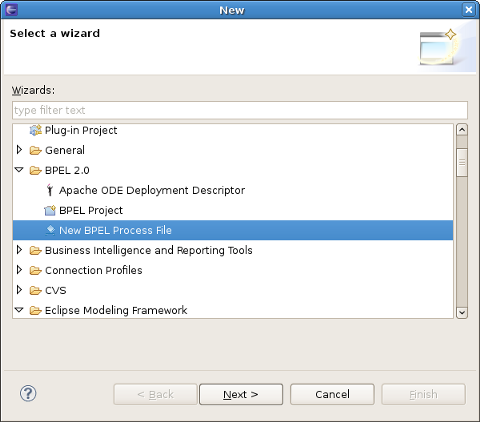 New
Select a wizard
Wizards:
type filter text
Plug-in Project
General
BPEL 2.0
Apache ODE Deployment Descriptor
BPEL Project
New BPEL Process File
Business Intelligence and Reporting Tools
Connection Profiles
CVS
Eclipse Modeling Framework
? < Back Next > Cancel Finish